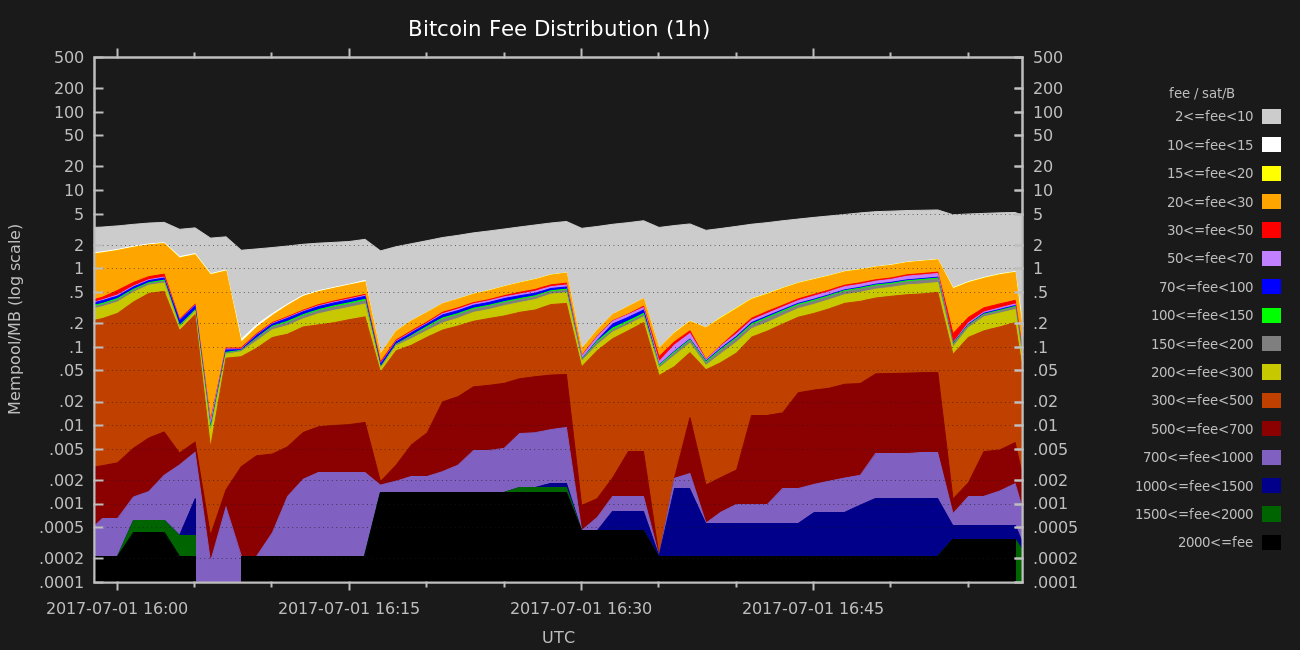 Bitcoin Fee Distribution (1h)
Mempool/MB (log scale)
500
200
100
50
20
10
5
2
1
.5
.2
.1
.05
.02
.01
.005
.002
.001
.0005
.0002
.0001
500
200
100
50
20
10
5
2
1
.5
.2
.1
.05
.02
.01
.005
.002
.001
.0005
.0002
.0001
2017-07-01 16:00 2017-07-01 16:15 2017-07-01 16:30 2017-07-01 16:45
UTC
fee / sat/B
2<=fee<10
10<=fee<15
15<=fee<20
20<=fee<30
30<=fee<50
50<=fee<70
70<=fee<100
100<=fee<150
150<=fee<200
200<=fee<300
300<=fee<500
500<=fee<700
700<=fee<1000
1000<=fee<1500
1500<=fee<2000
2000<=fee